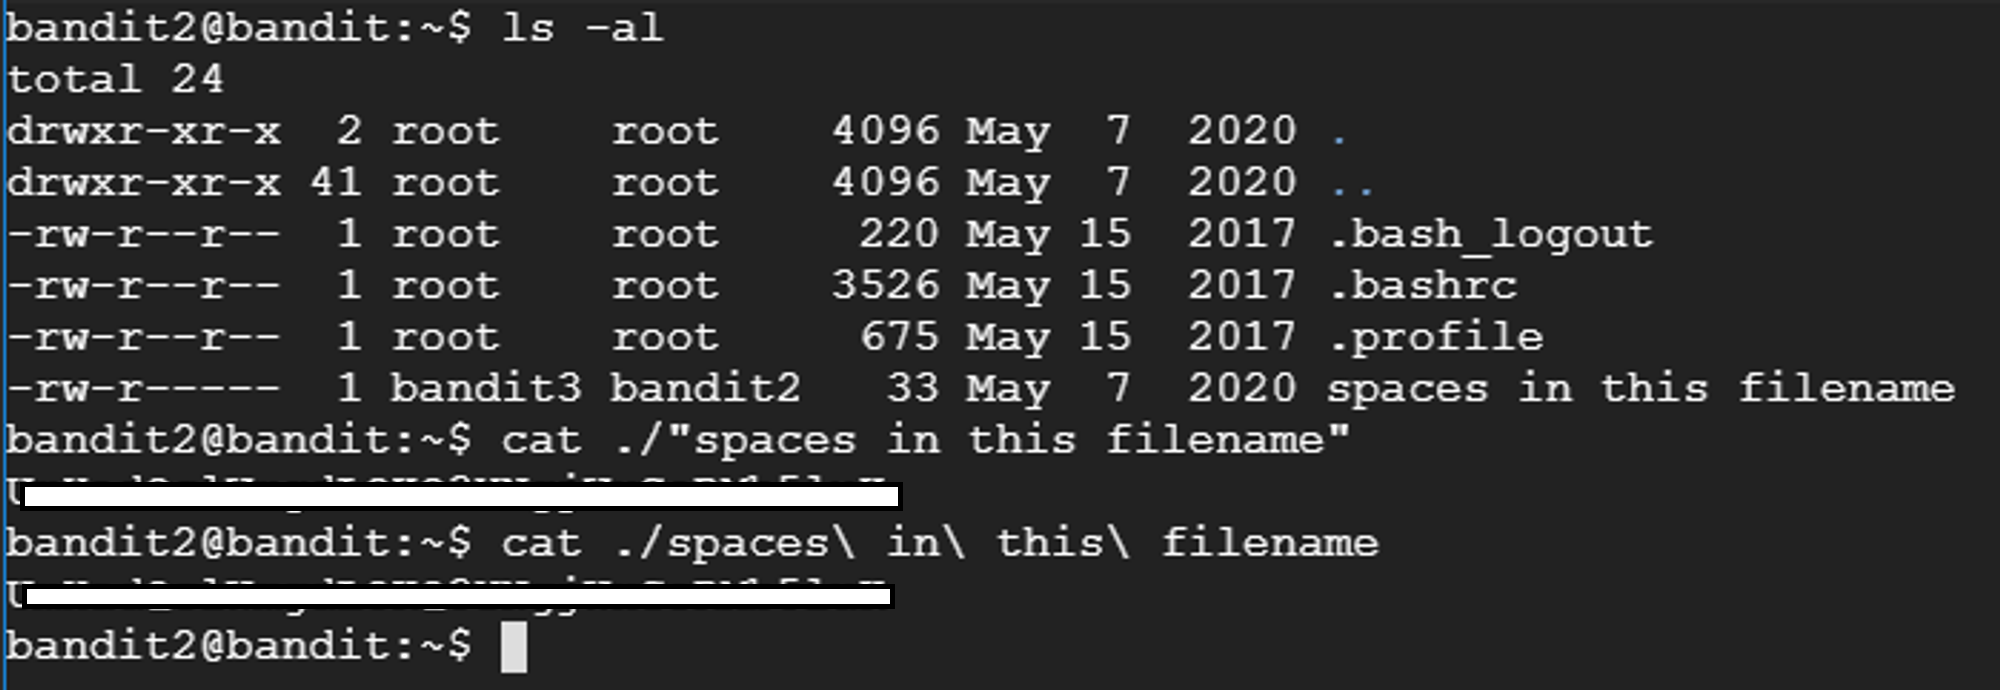 bandit2@bandit:~$ ls -al
total 24
drwxr-xr-x  2 root    root    4096 May  7  2020 .
drwxr-xr-x 41 root    root    4096 May  7  2020 ..
-rw-r--r--  1 root    root     220 May 15  2017 .bash_logout
-rw-r--r--  1 root    root    3526 May 15  2017 .bashrc
-rw-r--r--  1 root    root     675 May 15  2017 .profile
-rw-r-----  1 bandit3 bandit2   33 May  7  2020 spaces in this filename
bandit2@bandit:~$ cat ./"spaces in this filename"
bandit2@bandit:~$ cat ./spaces\ in\ this\ filename
bandit2@bandit:~$